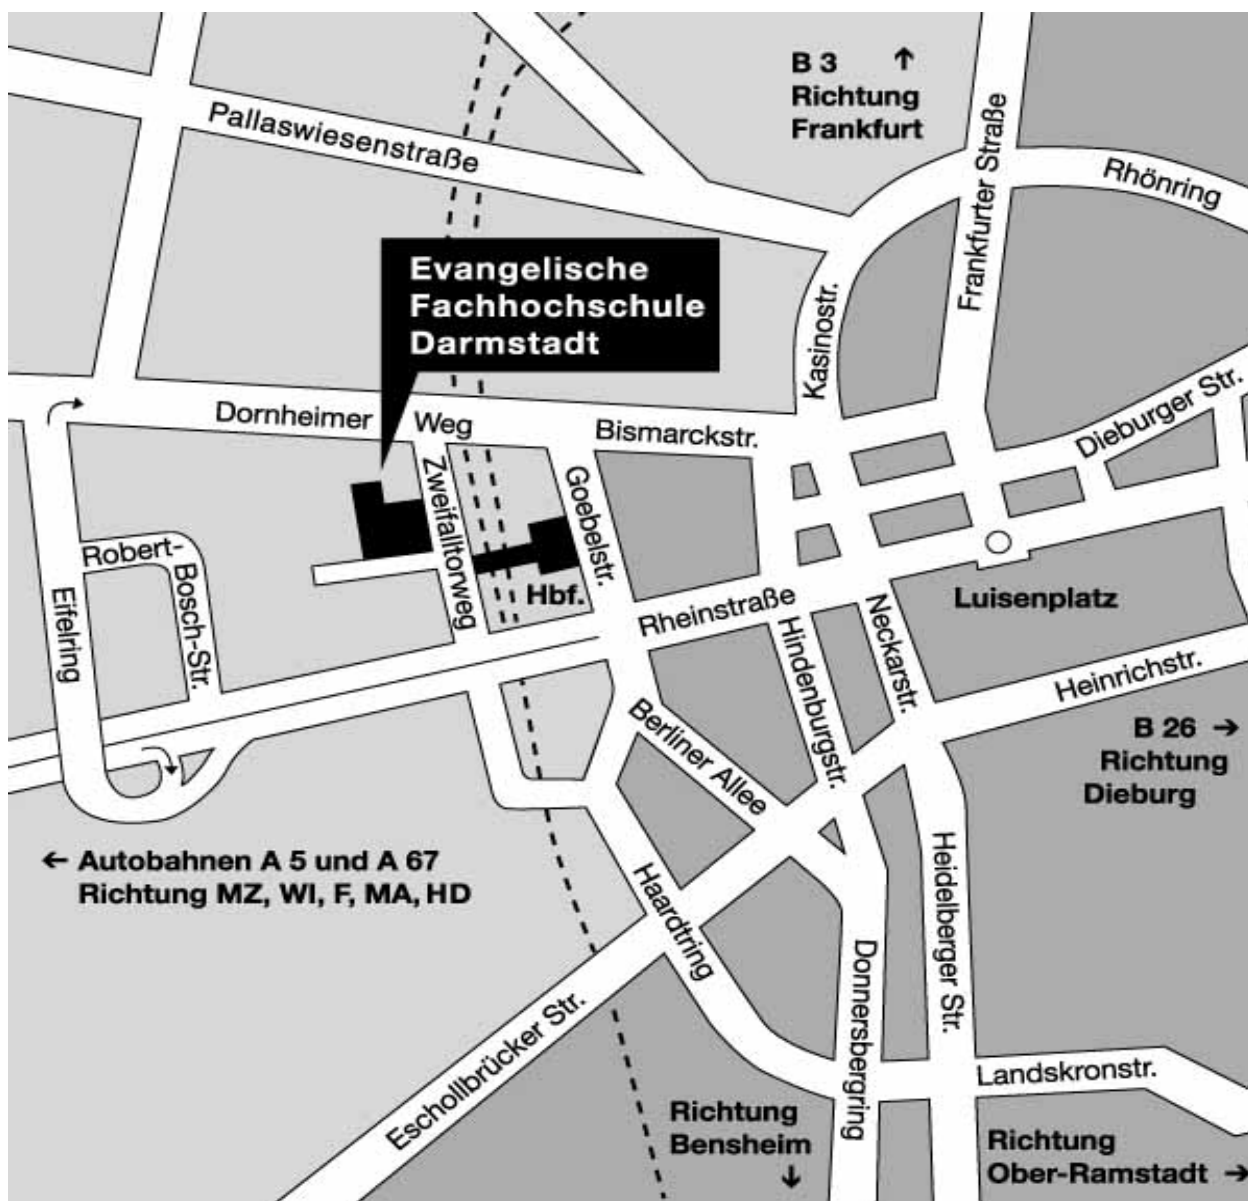 B 3 ↑
Richtung
Frankfurt
Pallaswiesenstraße
Rhönring
Frankfurter Straße
Evangelische
Fachhochschule
Darmstadt
Kasinostr.
Dieburger Str.
Dornheimer Weg
Bismarckstr.
Zweifalltorweg
Goebelstr.
Robert-
Bosch-Str.
Eifelring
Hbf.
Rheinstraße
Luisenplatz
Hindenburgstr.
Neckarstr.
Heinrichstr.
Berliner Allee
B 26 →
Richtung
Dieburg
← Autobahnen A 5 und A 67
Richtung MZ, WI, F, MA, HD
Haardtring
Heidelberger Str.
Donnersbergring
Eschollbrücker Str.
Landskronstr.
Richtung
Bensheim
↓
Richtung
Ober-Ramstadt →